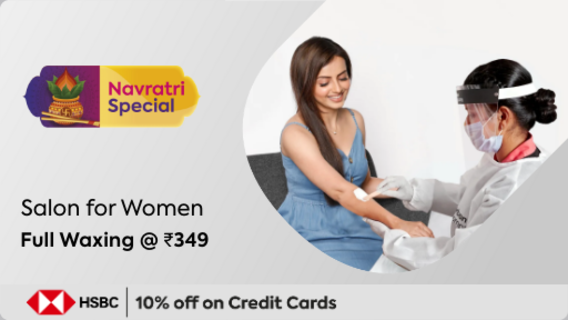 Navratri
Special
Salon for Women
Full Waxing @ ₹349
HSBC
10% off on Credit Cards